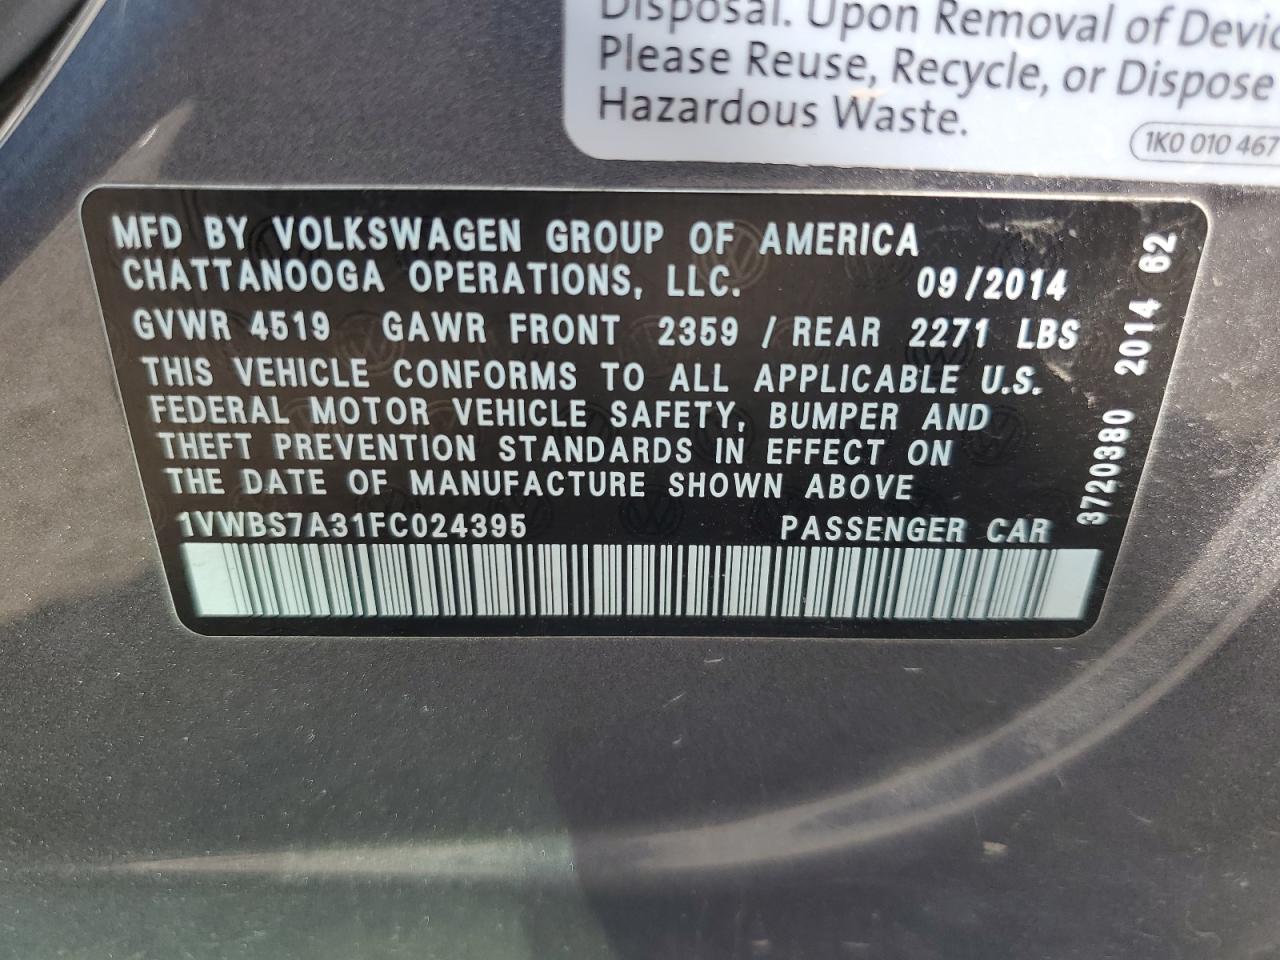 Disposal. Upon Removal of
Please Reuse, Recycle, or Dispose
Hazardous Waste.
1K0 010 467
MFD BY VOLKSWAGEN GROUP OF AMERICA
CHATTANOOGA OPERATIONS, LLC. 09/2014
GVWR 4519 GAWR FRONT 2359 / REAR 2271 LBS
THIS VEHICLE CONFORMS TO ALL APPLICABLE U.S.
FEDERAL MOTOR VEHICLE SAFETY, BUMPER AND
THEFT PREVENTION STANDARDS IN EFFECT ON
THE DATE OF MANUFACTURE SHOWN ABOVE
1VWBS7A31FC024395 PASSENGER CAR
3720380 2014 62